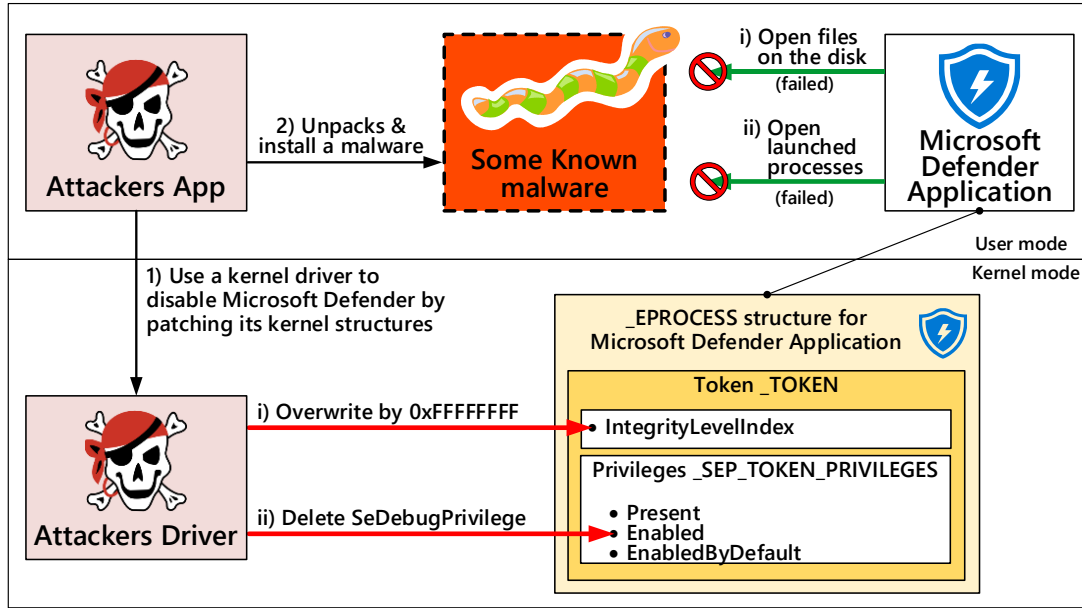 Attackers App
2) Unpacks &
install a malware
Some Known
malware
i) Open files
on the disk
(failed)
ii) Open
launched
processes
(failed)
Microsoft
Defender
Application
User mode
Kernel mode
1) Use a kernel driver to
disable Microsoft Defender by
patching its kernel structures
_EPROCESS structure for
Microsoft Defender Application
Token _TOKEN
i) Overwrite by 0xFFFFFFFF
• IntegrityLevelIndex
Privileges _SEP_TOKEN_PRIVILEGES
• Present
• Enabled
• EnabledByDefault
Attackers Driver
ii) Delete SeDebugPrivilege